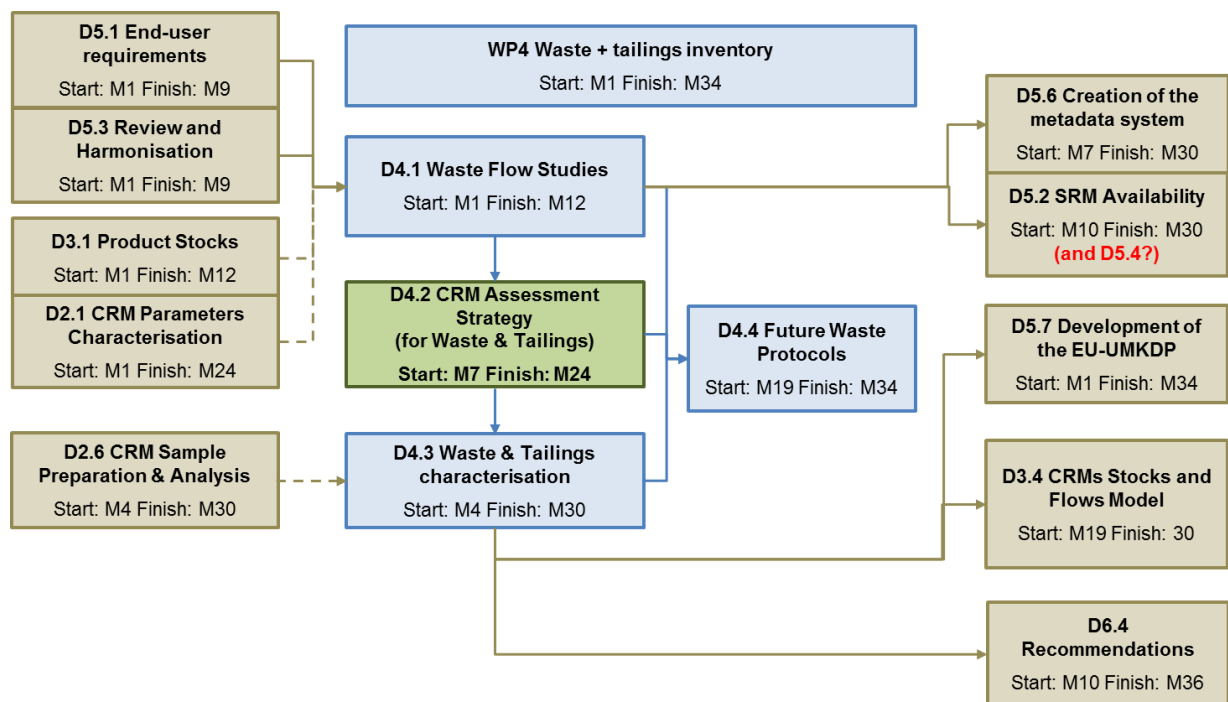 D5.1 End-user
requirements
Start: M1 Finish: M9
D5.3 Review and
Harmonisation
Start: M1 Finish: M9
D3.1 Product Stocks
Start: M1 Finish: M12
D2.1 CRM Parameters
Characterisation
Start: M1 Finish: M24
D2.6 CRM Sample
Preparation & Analysis
Start: M4 Finish: M30
WP4 Waste + tailings inventory
Start: M1 Finish: M34
D4.1 Waste Flow Studies
Start: M1 Finish: M12
D4.2 CRM Assessment
Strategy
(for Waste & Tailings)
Start: M7 Finish: M24
D4.3 Waste & Tailings
characterisation
Start: M4 Finish: M30
D4.4 Future Waste
Protocols
Start: M19 Finish: M34
D5.6 Creation of the
metadata system
Start: M7 Finish: M30
D5.2 SRM Availability
Start: M10 Finish: M30
(and D5.4?)
D5.7 Development of
the EU-UMKDP
Start: M1 Finish: M34
D3.4 CRMs Stocks and
Flows Model
Start: M19 Finish: 30
D6.4
Recommendations
Start: M10 Finish: M36